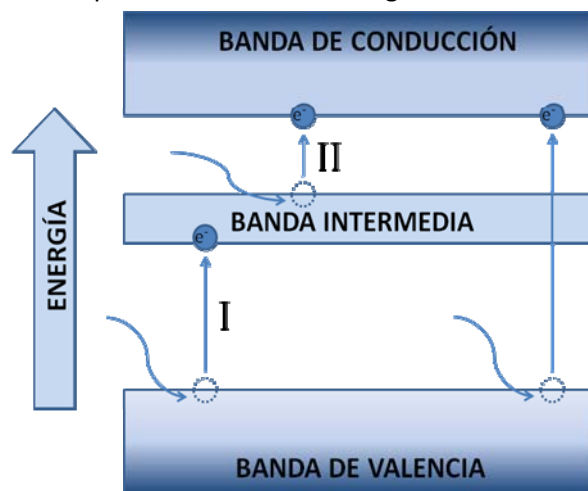 BANDA DE CONDUCCIÓN
e-
e-
II
BANDA INTERMEDIA
e-
I
ENERGÍA
BANDA DE VALENCIA